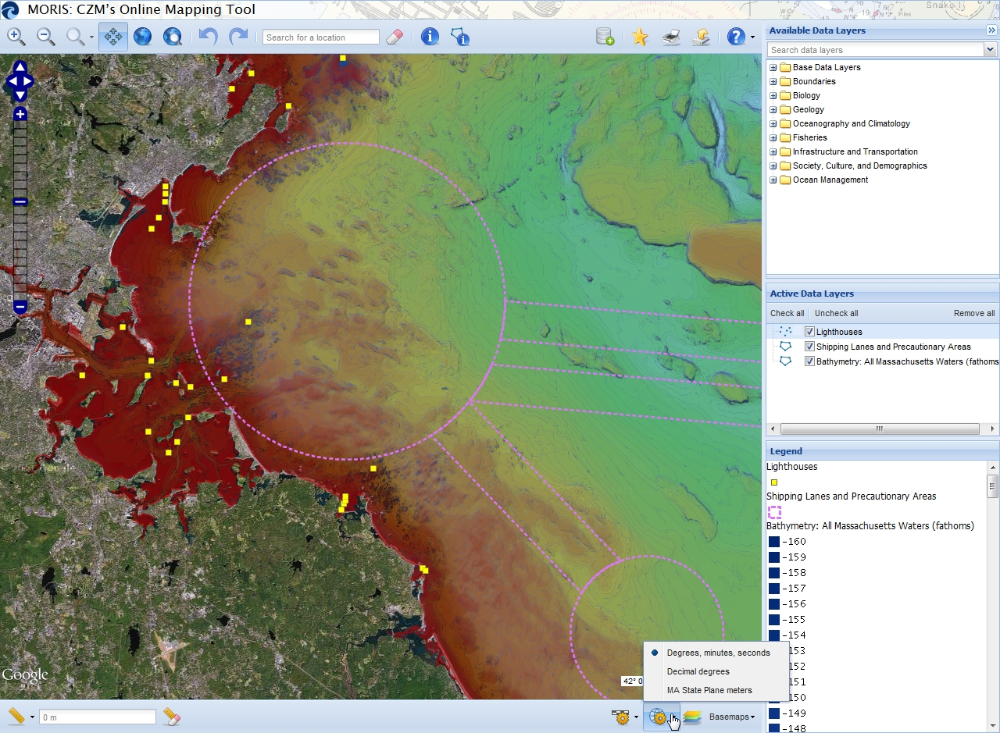 MORIS: CZM's Online Mapping Tool
Snake I
W Or
19
Piles
Search for a location
Available Data Layers
Search data layers
Base Data Layers
Boundaries
Biology
Geology
Oceanography and Climatology
Fisheries
Infrastructure and Transportation
Society, Culture, and Demographics
Ocean Management
Active Data Layers
Check all
Uncheck all
Remove all
Lighthouses
Shipping Lanes and Precautionary Areas
Bathymetry: All Massachusetts Waters (fathoms
Legend
Lighthouses
Shipping Lanes and Precautionary Areas
Bathymetry: All Massachusetts Waters (fathoms)
-160
-159
-158
-157
-156
-155
-154
153
152
151
150
-149
-148
Google
42° 0
Degrees, minutes, seconds
Decimal degrees
MA State Plane meters
0 m
Basemaps